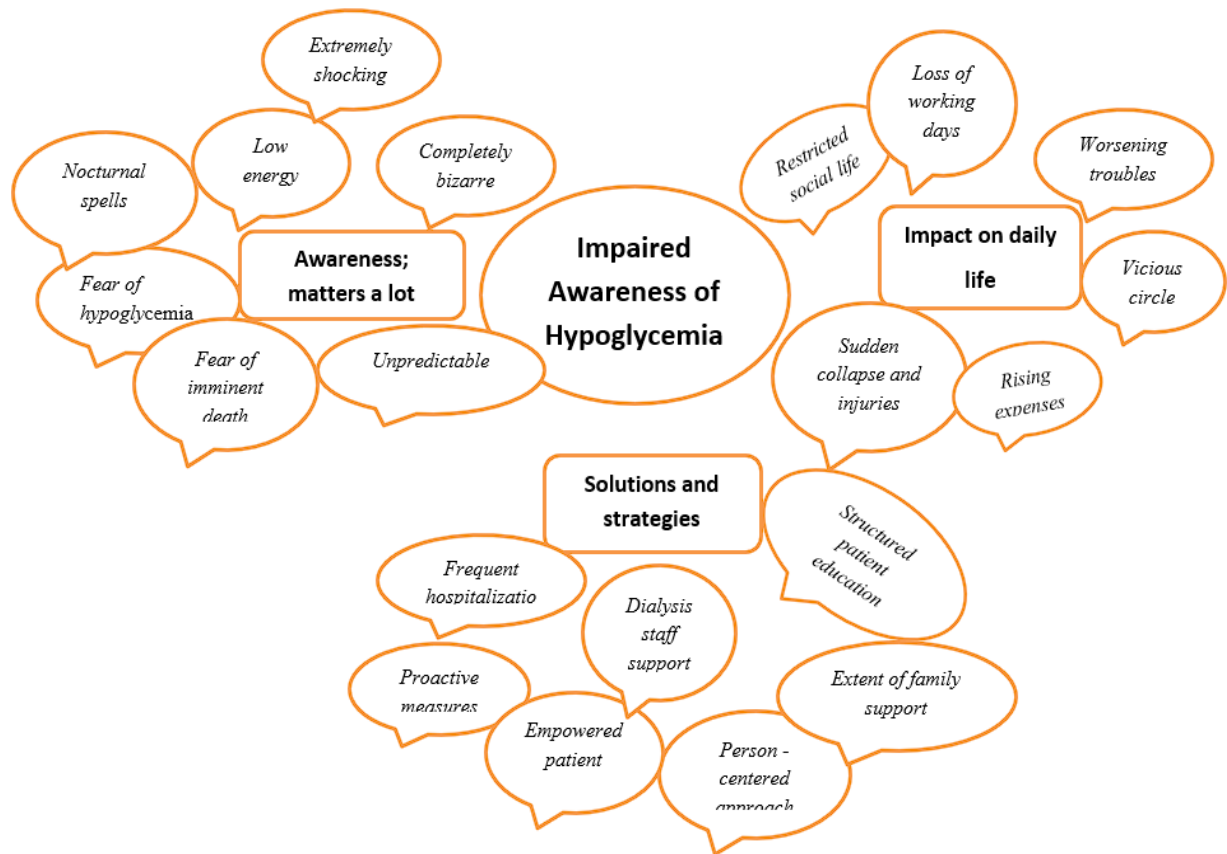 Extremely
shocking
Low
energy
Completely
bizarre
Nocturnal
spells
Awareness;
matters a lot
Fear of
hypoglycemia
Fear of
imminent
death
Unpredictable
Impaired
Awareness of
Hypoglycemia
Loss of
working
days
Restricted
social life
Worsening
troubles
Impact on daily
life
Vicious
circle
Sudden
collapse and
injuries
Rising
expenses
Solutions and
strategies
Structured
patient
education
Frequent
hospitalizatio
Dialysis
staff
support
Proactive
measures
Empowered
patient
Extent of family
support
Person -
centered
approach